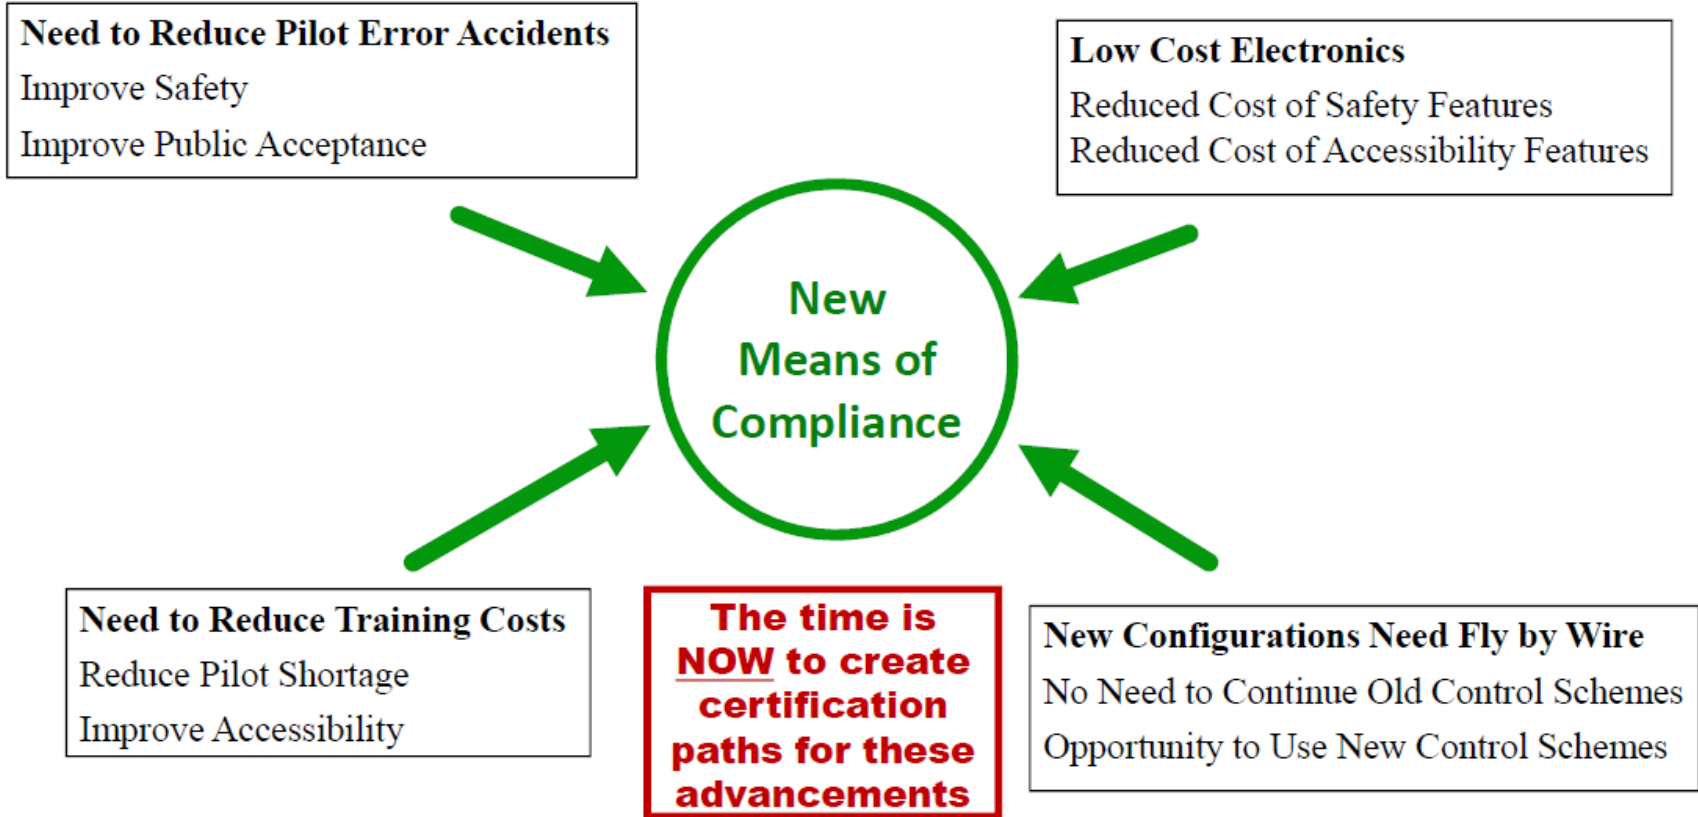 Need to Reduce Pilot Error Accidents
Improve Safety
Improve Public Acceptance
Low Cost Electronics
Reduced Cost of Safety Features
Reduced Cost of Accessibility Features
New
Means of
Compliance
Need to Reduce Training Costs
Reduce Pilot Shortage
Improve Accessibility
The time is
NOW to create
certification
paths for these
advancements
New Configurations Need Fly by Wire
No Need to Continue Old Control Schemes
Opportunity to Use New Control Schemes